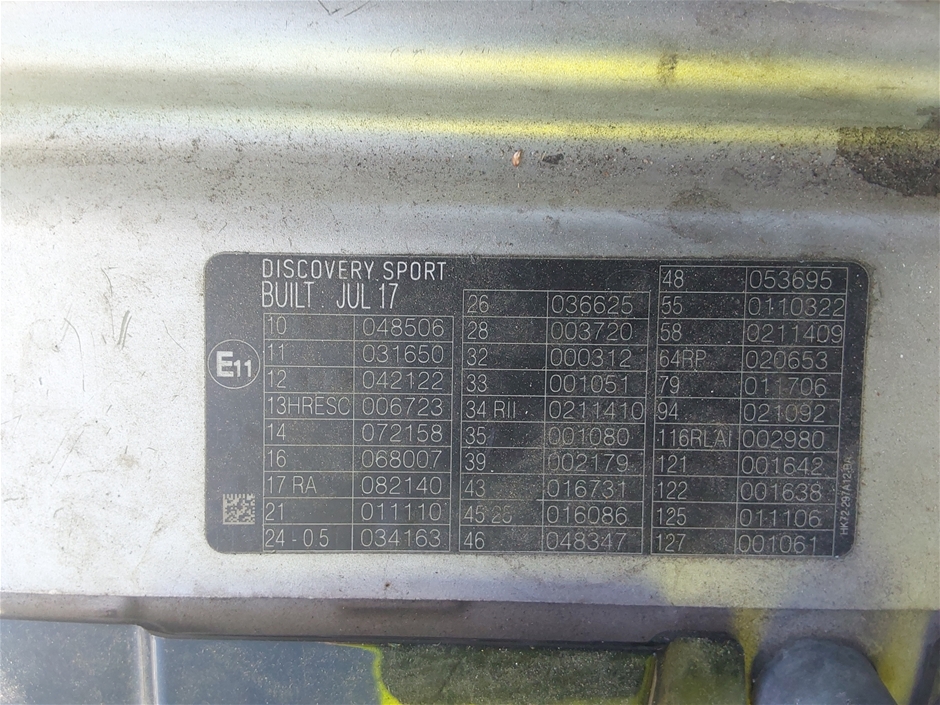 DISCOVERY SPORT
BUILT JUL 17
E11
10 048506
11 031650
12 042122
13HRESC 006723
14 072158
16 068007
17 RA 082140
21 011110
24 - 0.5 034163
26 036625
28 003720
32 000312
33 001051
34 RII 0211410
35 001080
39 002179
43 016731
45 25 016086
46 048347
48 053695
55 0110322
58 0211409
64RP 020653
79 011706
94 021092
116RLAI 002980
121 001642
122 001638
125 011106
127 001061